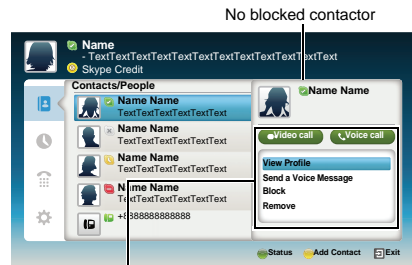 No blocked contactor
Name
- TextTextTextTextTextTextTextTextTextText
Skype Credit
Contacts/People
Name Name
TextTextTextTextText
Name Name
TextTextTextTextText
Name Name
TextTextTextTextText
Name Name
TextTextTextTextText
+8888888888888
Name Name
Video call
Voice call
View Profile
Send a Voice Message
Block
Remove
Status
Add Contact
Exit